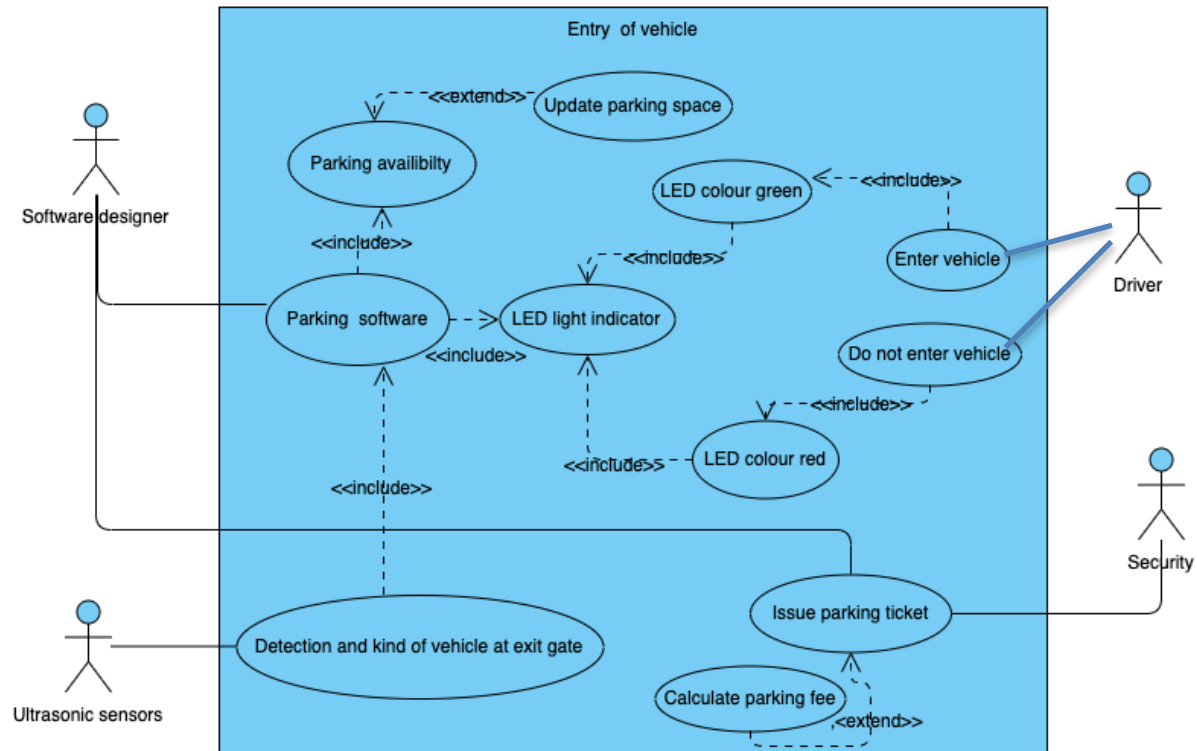 Entry of vehicle
<<extend>>
Update parking space
Parking availibilty
LED colour green
<<include>>
Software designer
<<include>>
<<include>>
Enter vehicle
Driver
Parking software
LED light indicator
<<include>>
Do not enter vehicle
<<include>>
LED colour red
<<include>>
<<include>>
Security
Issue parking ticket
Detection and kind of vehicle at exit gate
Calculate parking fee
Ultrasonic sensors
<extend>>